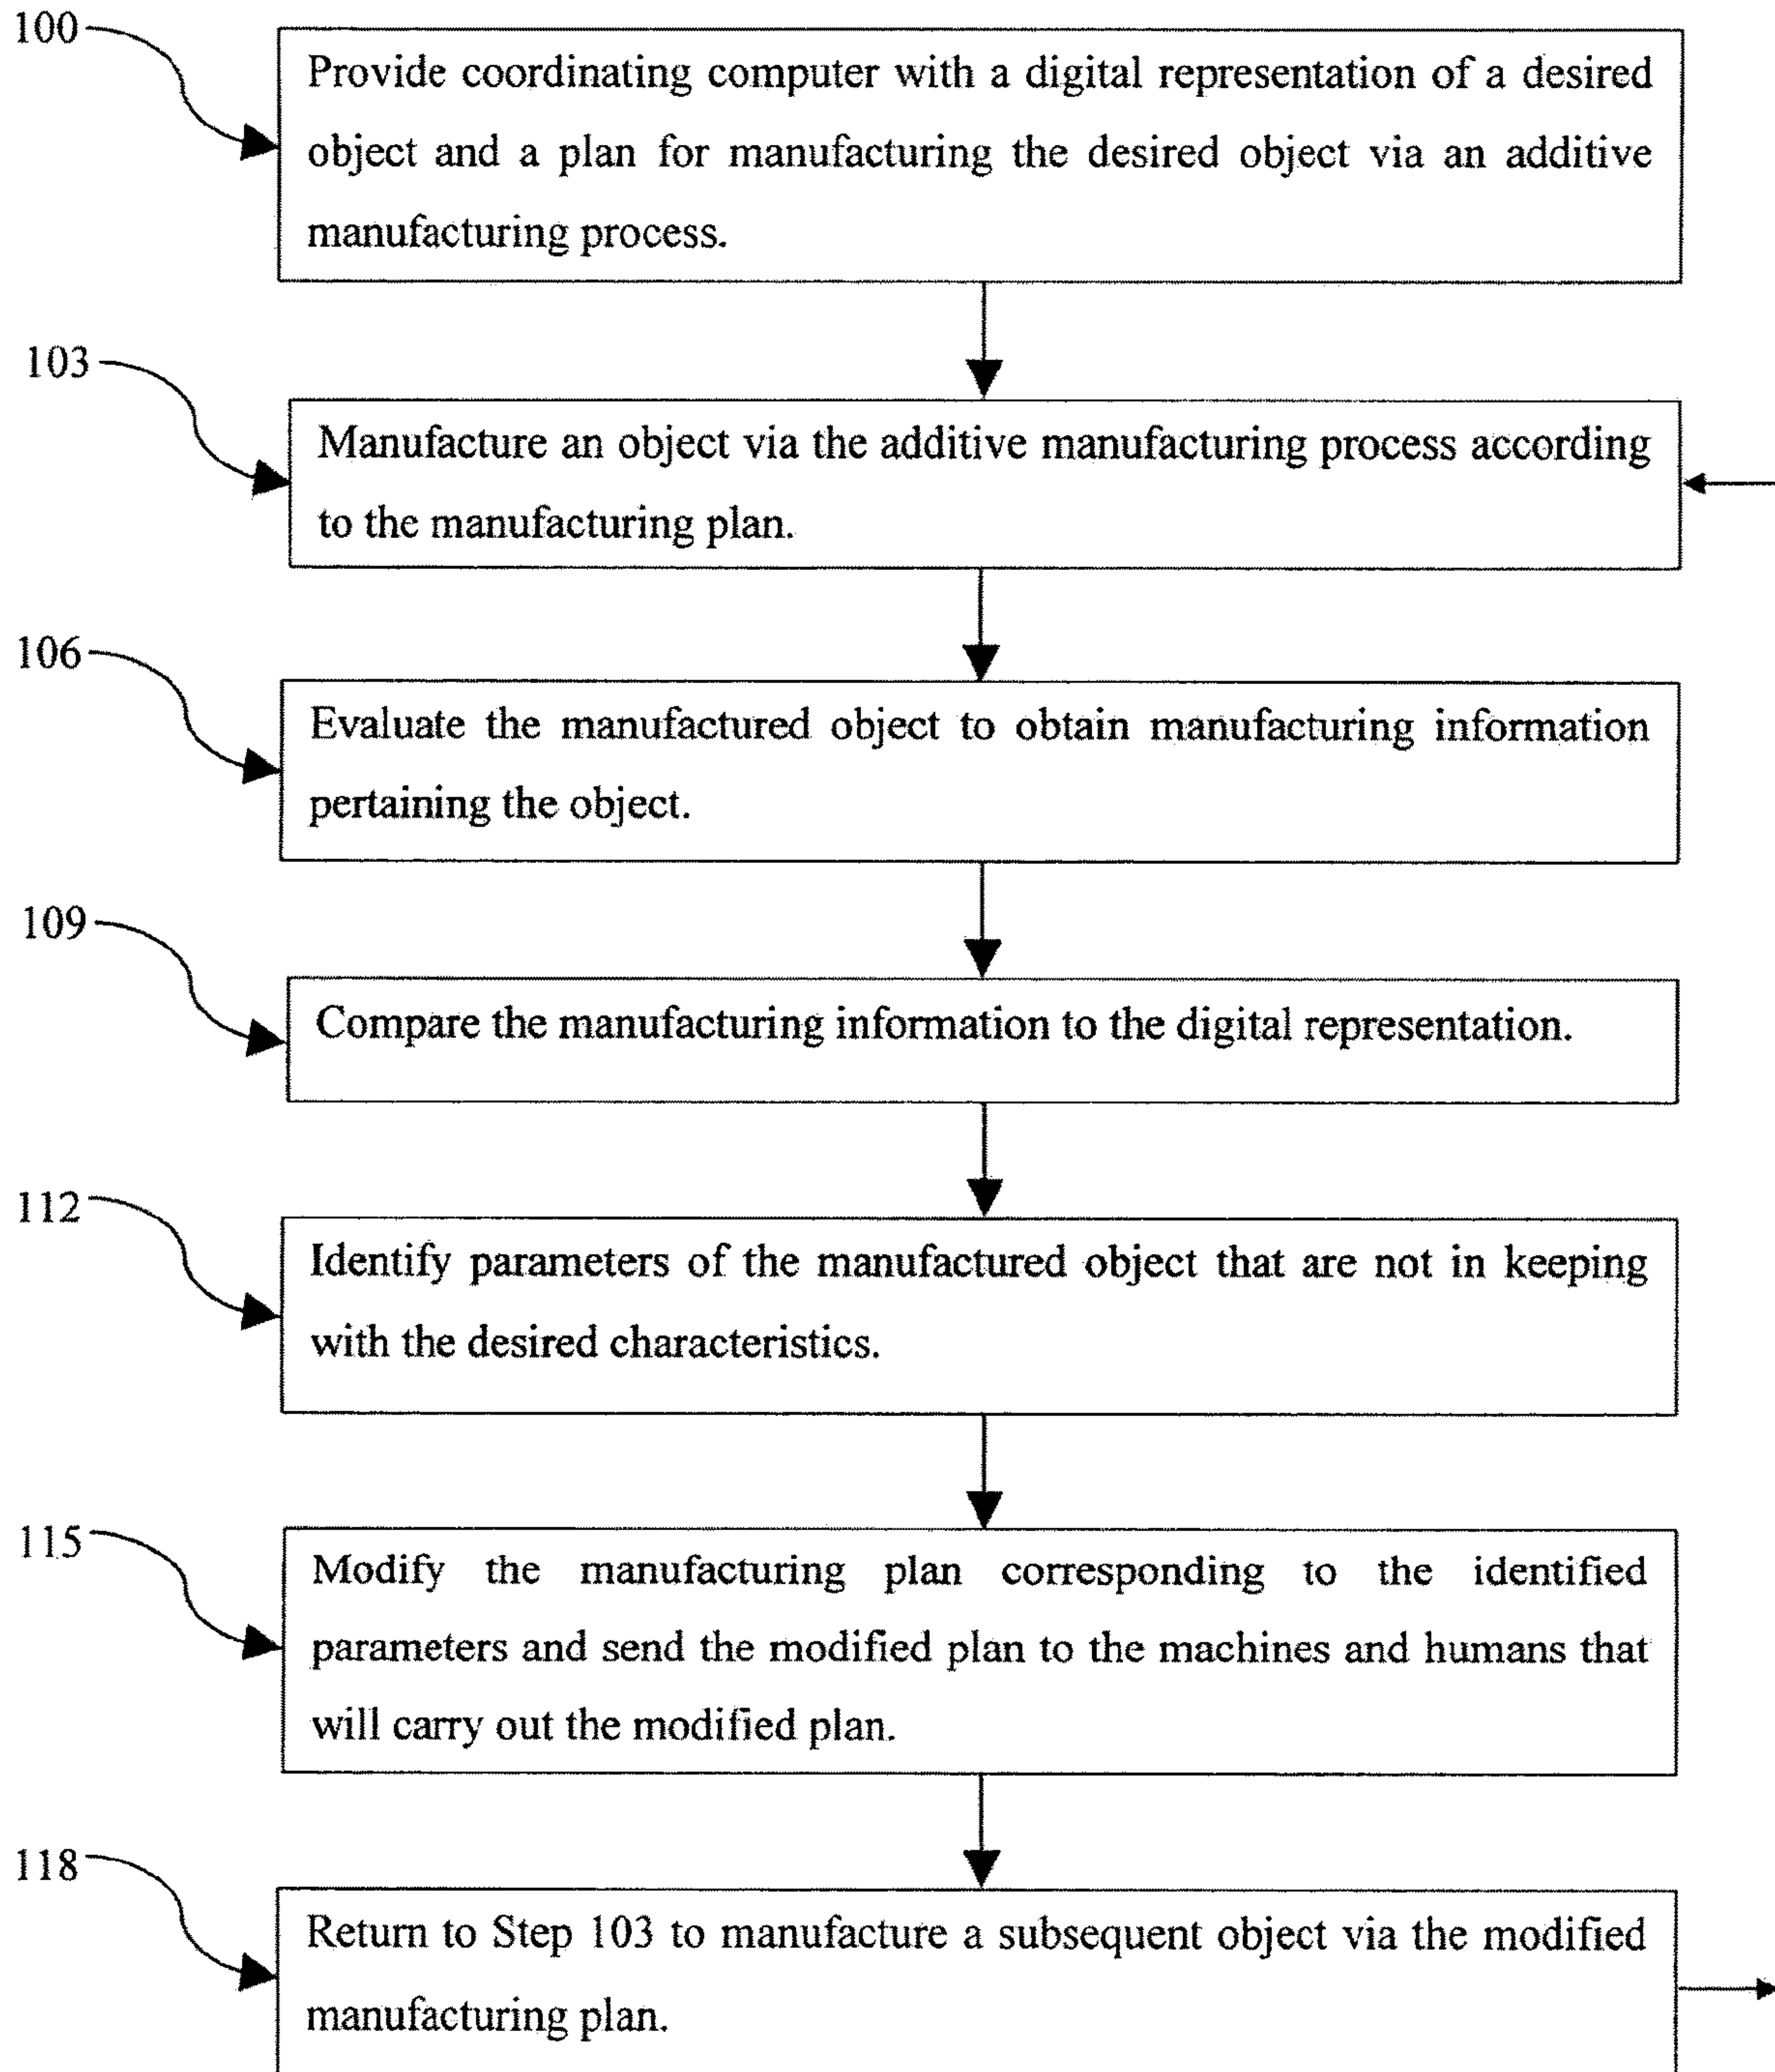 100
Provide coordinating computer with a digital representation of a desired
object and a plan for manufacturing the desired object via an additive
manufacturing process.
103
Manufacture an object via the additive manufacturing process according
to the manufacturing plan.
106
Evaluate the manufactured object to obtain manufacturing information
pertaining the object.
109
Compare the manufacturing information to the digital representation.
112
Identify parameters of the manufactured object that are not in keeping
with the desired characteristics.
115
Modify the manufacturing plan corresponding to the identified
parameters and send the modified plan to the machines and humans that
will carry out the modified plan.
118
Return to Step 103 to manufacture a subsequent object via the modified
manufacturing plan.